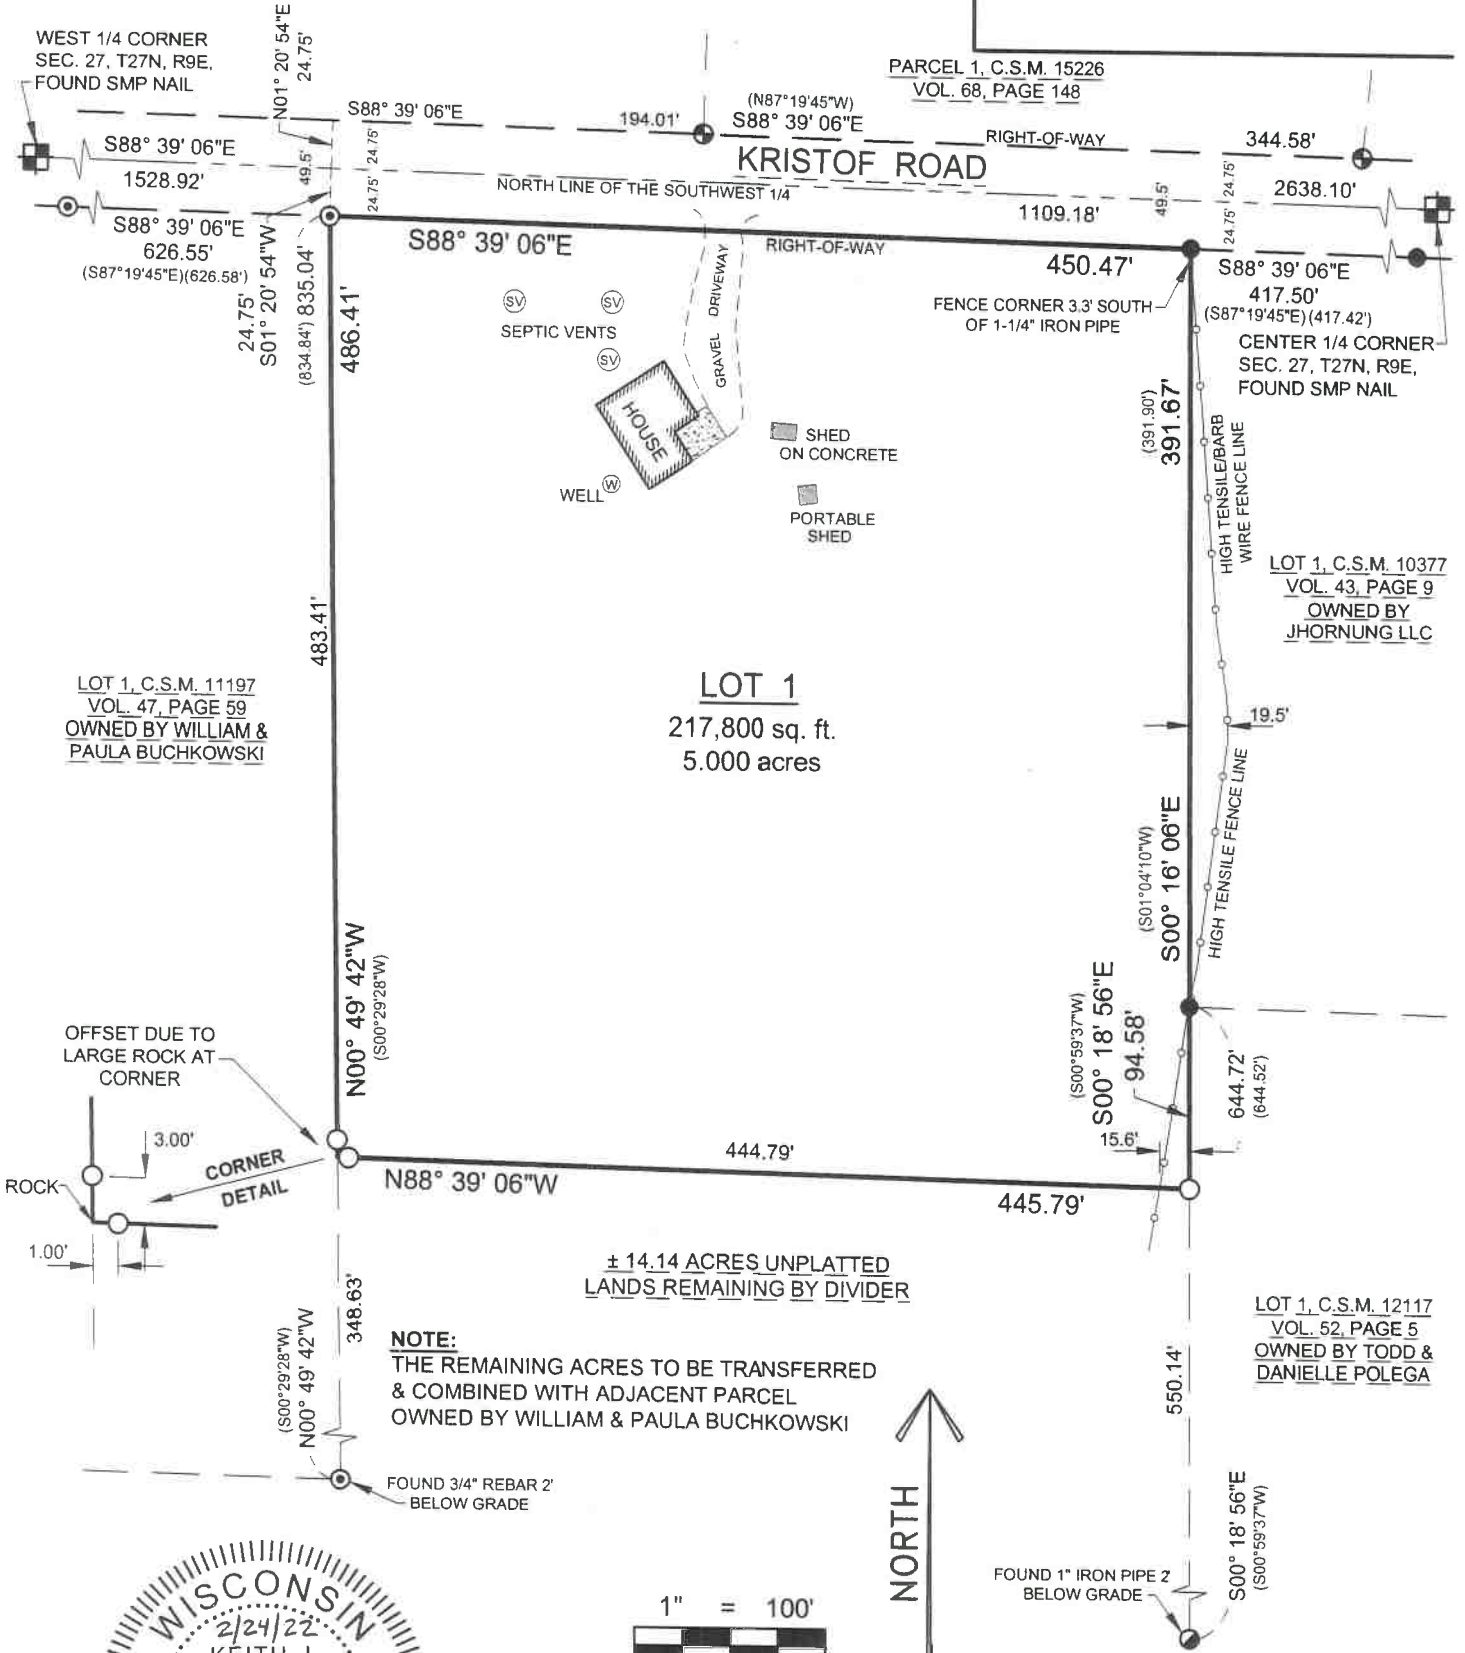 WEST 1/4 CORNER
SEC. 27, T27N, R9E,
FOUND SMP NAIL
N01° 20' 54"E
24.75'
PARCEL 1, C.S.M. 15226
VOL. 68, PAGE 148
S88° 39' 06"E
194.01'
(N87°19'45"W)
S88° 39' 06"E
RIGHT-OF-WAY
344.58'
S88° 39' 06"E
1528.92'
49.5'
24.75'
24.75'
KRISTOF ROAD
NORTH LINE OF THE SOUTHWEST 1/4
1109.18'
49.5'
24.75'
24.75'
2638.10'
S88° 39' 06"E
626.55'
(S87°19'45"E)(626.58')
24.75'
S01° 20' 54"W
(834.84') 835.04'
486.41'
S88° 39' 06"E
RIGHT-OF-WAY
450.47'
S88° 39' 06"E
417.50'
(S87°19'45"E)(417.42')
FENCE CORNER 3.3' SOUTH
OF 1-1/4" IRON PIPE
CENTER 1/4 CORNER
SEC. 27, T27N, R9E,
FOUND SMP NAIL
SV
SV
SEPTIC VENTS
SV
GRAVEL DRIVEWAY
HOUSE
SHED
ON CONCRETE
WELL
W
PORTABLE
SHED
(391.90')
391.67'
HIGH TENSILE/BARB
WIRE FENCE LINE
LOT 1, C.S.M. 10377
VOL. 43, PAGE 9
OWNED BY
JHORNUNG LLC
483.41'
LOT 1, C.S.M. 11197
VOL. 47, PAGE 59
OWNED BY WILLIAM &
PAULA BUCHKOWSKI
LOT 1
217,800 sq. ft.
5.000 acres
19.5'
HIGH TENSILE FENCE LINE
(S01°04'10"W)
S00° 16' 06"E
N00° 49' 42"W
(S00°29'28"W)
OFFSET DUE TO
LARGE ROCK AT
CORNER
(S00°59'37"W)
S00° 18' 56"E
94.58'
644.72'
(644.52')
15.6'
3.00'
ROCK
1.00'
CORNER
DETAIL
444.79'
N88° 39' 06"W
445.79'
± 14.14 ACRES UNPLATTED
LANDS REMAINING BY DIVIDER
348.63'
(S00°29'28"W)
N00° 49' 42"W
NOTE:
THE REMAINING ACRES TO BE TRANSFERRED
& COMBINED WITH ADJACENT PARCEL
OWNED BY WILLIAM & PAULA BUCHKOWSKI
LOT 1, C.S.M. 12117
VOL. 52, PAGE 5
OWNED BY TODD &
DANIELLE POLEGA
550.14'
FOUND 3/4" REBAR 2'
BELOW GRADE
NORTH
S00° 18' 56"E
(S00°59'37"W)
FOUND 1" IRON PIPE 2'
BELOW GRADE
WISCONSIN
2/24/22
KEITH J.
1" = 100'